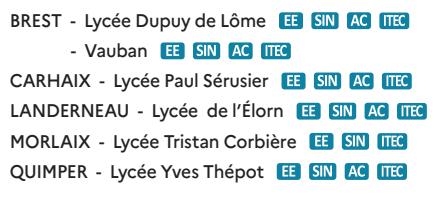 BREST - Lycée Dupuy de Lôme EE SIN AC ITEC
- Vauban EE SIN AC ITEC
CARHAIX - Lycée Paul Sérusier EE SIN ITEC
LANDERNEAU - Lycée de l'Élorn EE SIN AC ITEC
MORLAIX - Lycée Tristan Corbière EE SIN ITEC
QUIMPER - Lycée Yves Thépot EE SIN AC ITEC